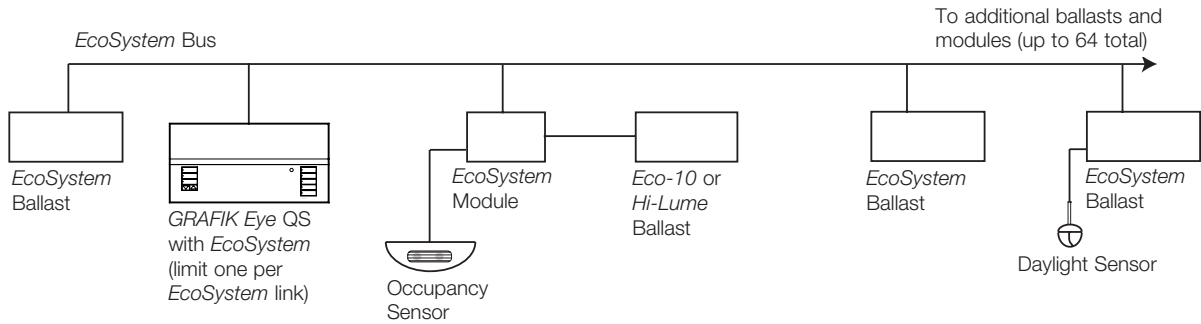 EcoSystem Bus
To additional ballasts and
modules (up to 64 total)
EcoSystem
Ballast
GRAFIK Eye QS
with EcoSystem
(limit one per
EcoSystem link)
Occupancy
Sensor
EcoSystem
Module
Eco-10 or
Hi-Lume
Ballast
EcoSystem
Ballast
EcoSystem
Ballast
Daylight Sensor